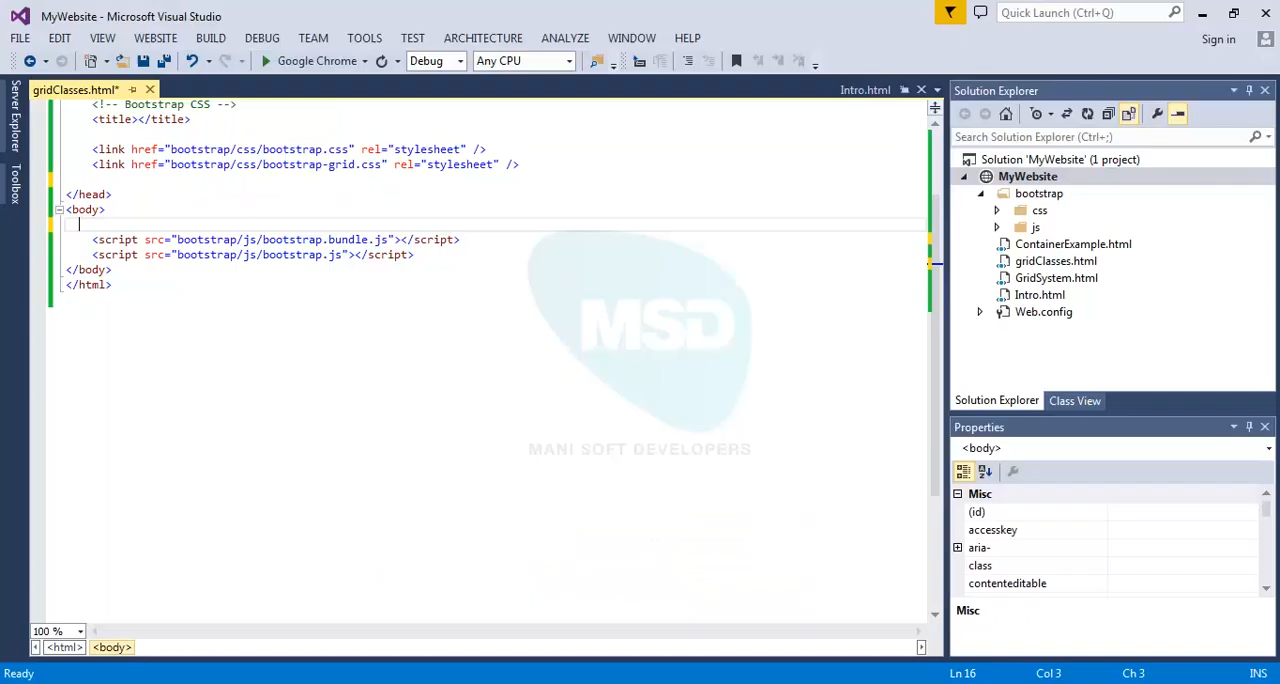 MyWebsite - Microsoft Visual Studio
Quick Launch (Ctrl+Q)
FILE EDIT VIEW WEBSITE BUILD DEBUG TEAM TOOLS TEST ARCHITECTURE ANALYZE WINDOW HELP
Sign in
Google Chrome Debug Any CPU
Server Explorer
Toolbox
gridClasses.html*
Intro.html
<!-- Bootstrap CSS -->
<title></title>
<link href="bootstrap/css/bootstrap.css" rel="stylesheet" />
<link href="bootstrap/css/bootstrap-grid.css" rel="stylesheet" />
</head>
<body>
<script src="bootstrap/js/bootstrap.bundle.js"></script>
<script src="bootstrap/js/bootstrap.js"></script>
</body>
</html>
MSD
MANI SOFT DEVELOPERS
100 %
<html> <body>
Solution Explorer
Search Solution Explorer (Ctrl+;)
Solution 'MyWebsite' (1 project)
MyWebsite
bootstrap
css
js
ContainerExample.html
gridClasses.html
GridSystem.html
Intro.html
Web.config
Solution Explorer Class View
Properties
<body>
Misc
(id)
accesskey
aria-
class
contenteditable
Misc
Ready Ln 16 Col 3 Ch 3 INS